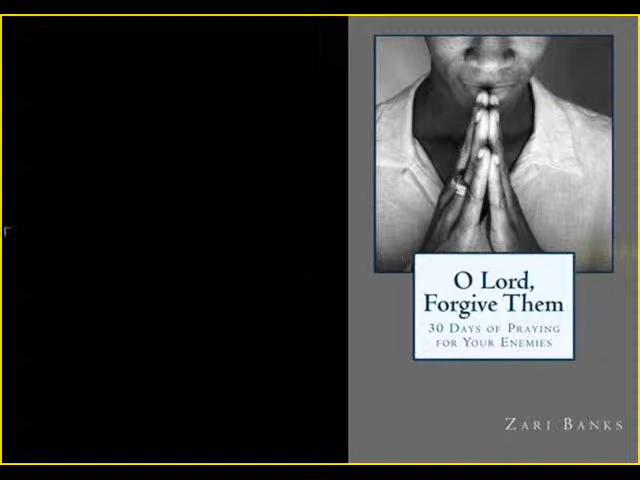 O Lord,
Forgive Them
30 Days of Praying
for Your Enemies
Zari Banks